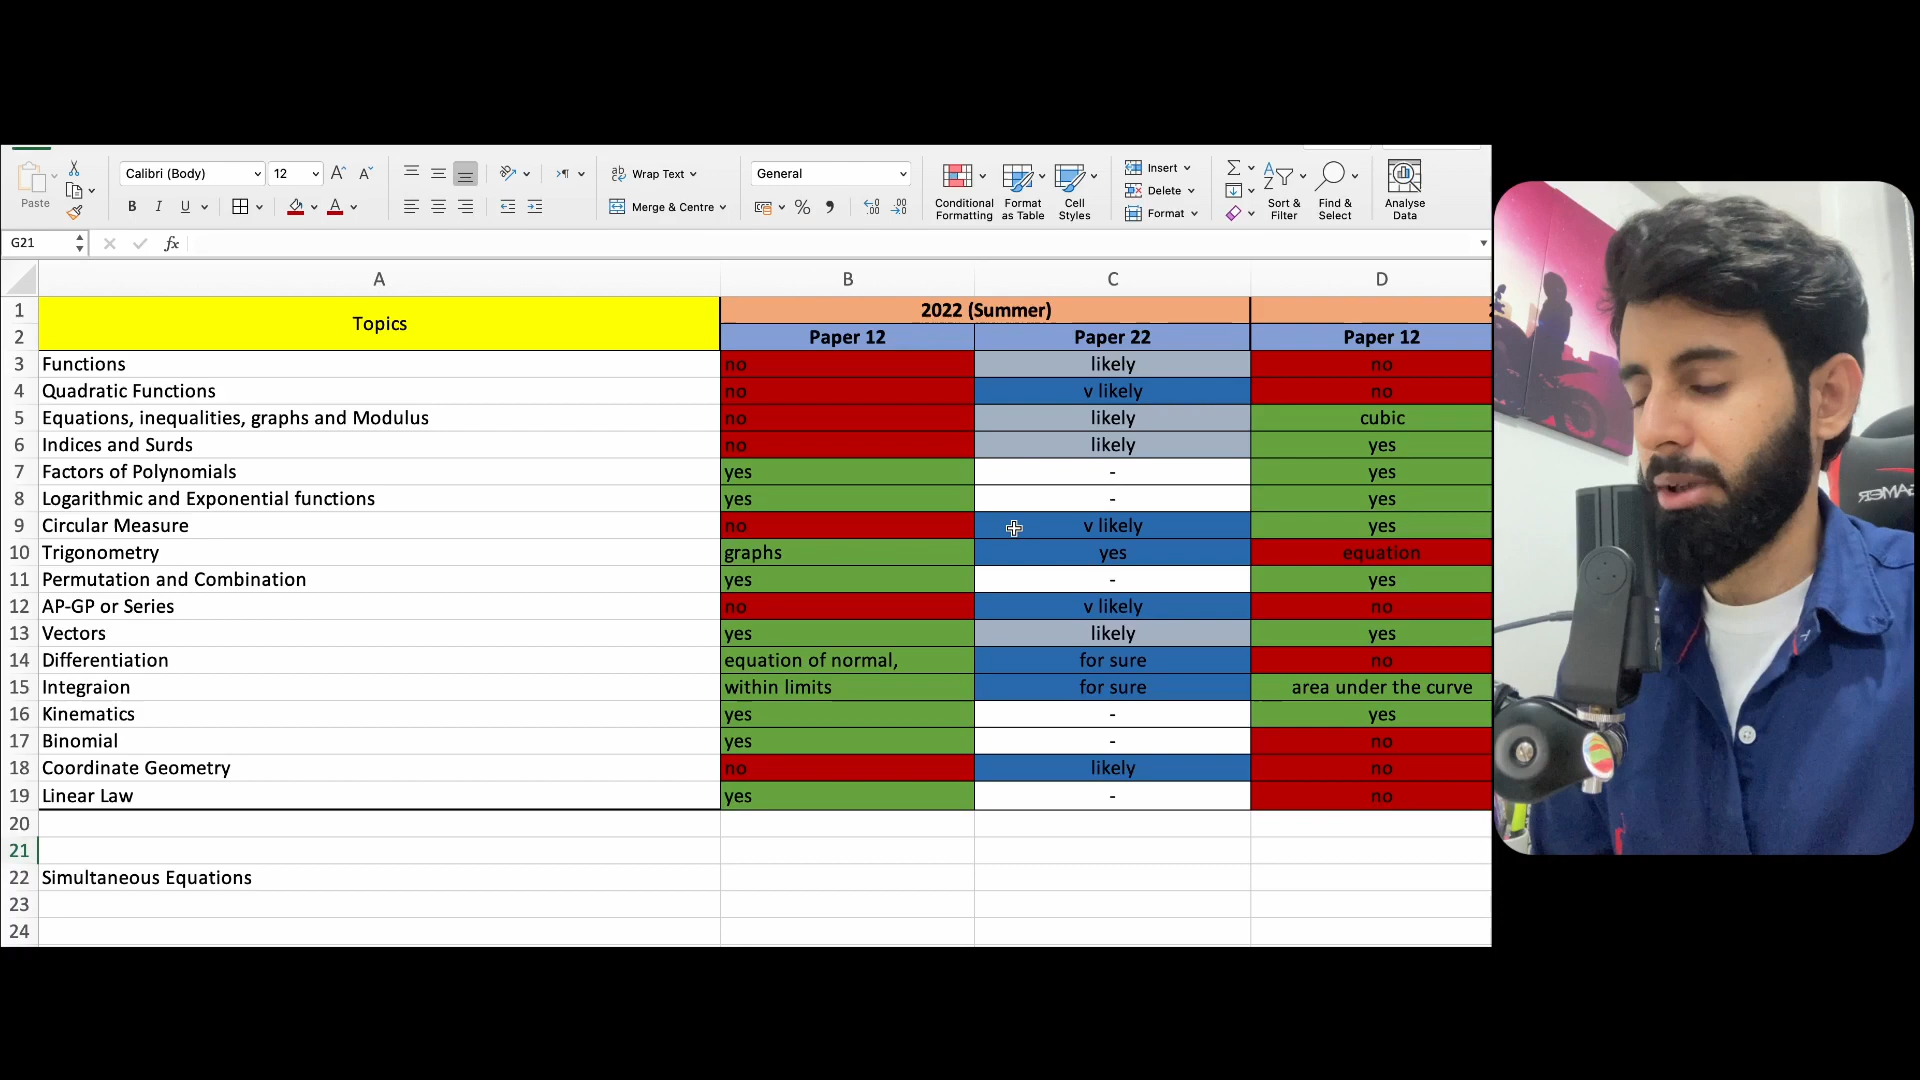 Paste
Calibri (Body)
12
A^
A
B I U
A
Wrap Text
Merge & Centre
General
%
Conditional Formatting
Format as Table
Cell Styles
Insert
Delete
Format
Sort & Filter
Find & Select
Analyse Data
G21
fx
A B C D
1 Topics 2022 (Summer)
2 Paper 12 Paper 22 Paper 12
3 Functions no likely no
4 Quadratic Functions no v likely no
5 Equations, inequalities, graphs and Modulus no likely cubic
6 Indices and Surds no likely yes
7 Factors of Polynomials yes - yes
8 Logarithmic and Exponential functions yes - yes
9 Circular Measure no v likely yes
10 Trigonometry graphs yes equation
11 Permutation and Combination yes - yes
12 AP-GP or Series no v likely no
13 Vectors yes likely yes
14 Differentiation equation of normal, for sure no
15 Integraion within limits for sure area under the curve
16 Kinematics yes - yes
17 Binomial yes - no
18 Coordinate Geometry no likely no
19 Linear Law yes - no
20
21
22 Simultaneous Equations
23
24
GAMER